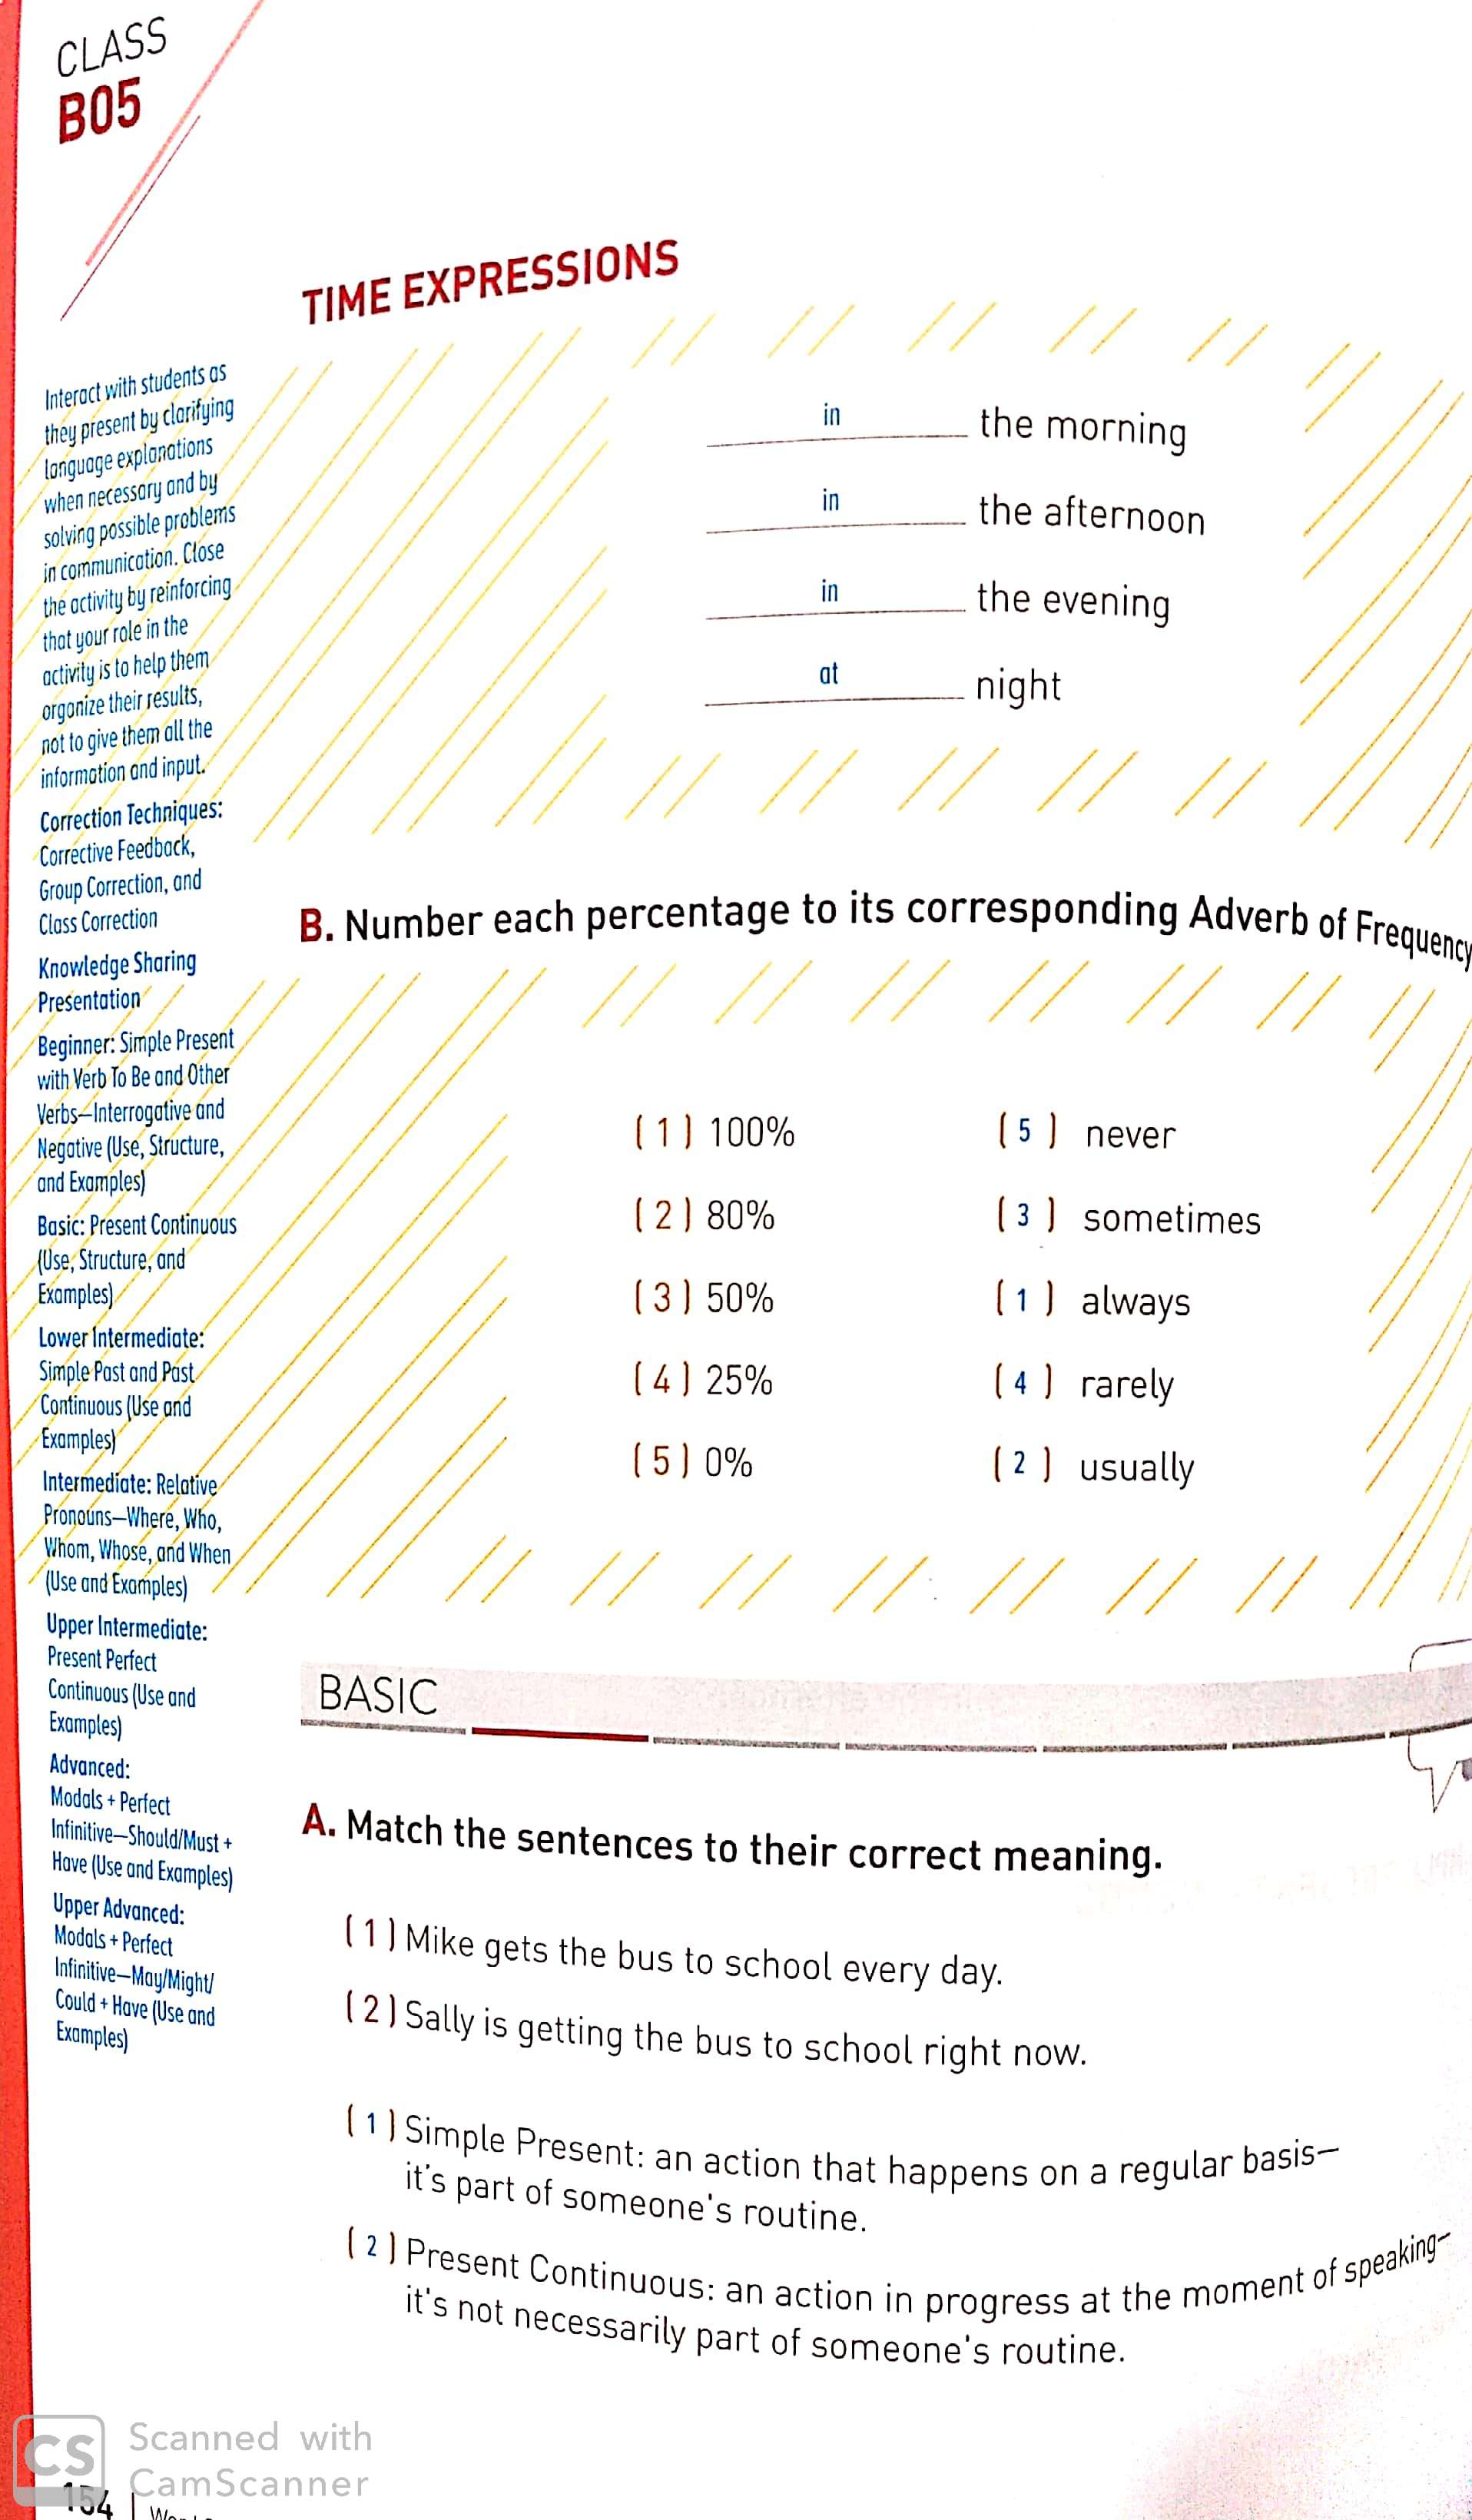 CLASS
B05
TIME EXPRESSIONS
Interact with students as
they present by clarifying
language explanations
when necessary and by
solving possible problems
in communication. Close
the activity by reinforcing
that your role in the
activity is to help them
organize their results,
not to give them all the
information and input.
Correction Techniques:
Corrective Feedback,
Group Correction, and
Class Correction
Knowledge Sharing
Presentation
Beginner: Simple Present
with Verb To Be and Other
Verbs—Interrogative and
Negative (Use, Structure,
and Examples)
Basic: Present Continuous
(Use, Structure, and
Examples)
Lower Intermediate:
Simple Past and Past
Continuous (Use and
Examples)
Intermediate: Relative
Pronouns—Where, Who,
Whom, Whose, and When
(Use and Examples)
Upper Intermediate:
Present Perfect
Continuous (Use and
Examples)
Advanced:
Modals + Perfect
Infinitive—Should/Must +
Have (Use and Examples)
Upper Advanced:
Modals + Perfect
Infinitive—May/Might/
Could + Have (Use and
Examples)
in the morning
in the afternoon
in the evening
at night
B. Number each percentage to its corresponding Adverb of Frequency
( 1 ) 100% ( 5 ) never
( 2 ) 80% ( 3 ) sometimes
( 3 ) 50% ( 1 ) always
( 4 ) 25% ( 4 ) rarely
( 5 ) 0% ( 2 ) usually
BASIC
A. Match the sentences to their correct meaning.
( 1 ) Mike gets the bus to school every day.
( 2 ) Sally is getting the bus to school right now.
( 1 ) Simple Present: an action that happens on a regular basis—
it's part of someone's routine.
( 2 ) Present Continuous: an action in progress at the moment of speaking—
it's not necessarily part of someone's routine.
CS Scanned with
CamScanner
154